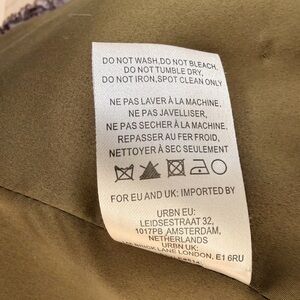 DO NOT WASH,DO NOT BLEACH.
DO NOT TUMBLE DRY,
DO NOT IRON,SPOT CLEAN ONLY
NE PAS LAVER À LA MACHINE,
NE PAS JAVELLISER,
NE PAS SECHER À LA MACHINE,
REPASSER AU FER FROID,
NETTOYER À SEC SEULEMENT
FOR EU AND UK: IMPORTED BY
URBN EU:
LEIDSESTRAAT 32,
1017PB AMSTERDAM,
NETHERLANDS
URBN UK:
BRICK LANE LONDON, E1 6RU